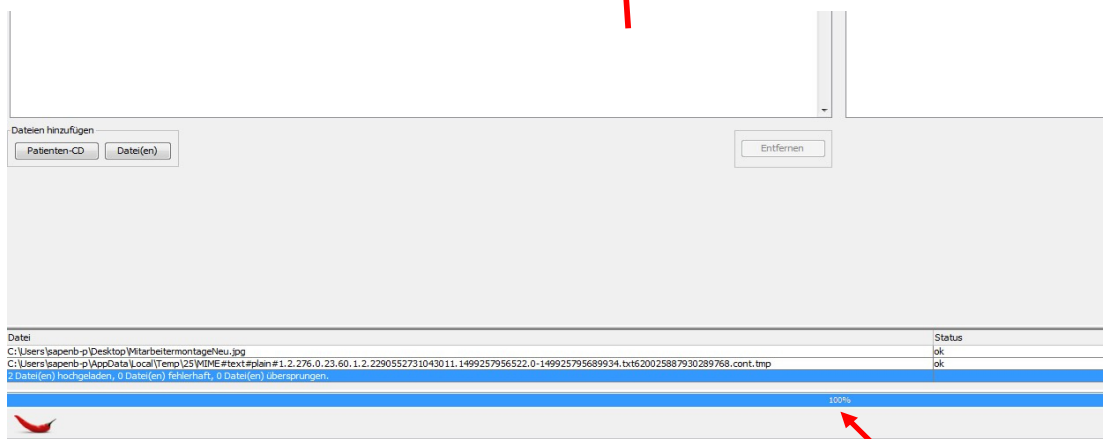 Dateien hinzufügen
Patienten-CD Datei(en) Entfernen
Datei Status
C:\Users\sapenb-p\Desktop\MitarbeitermontageNeu.jpg ok
C:\Users\sapenb-p\AppData\Local\Temp\25\MIME#text#plain#1.2.276.0.23.60.1.2.2290552731043011.1499257956522.0-149925795689934.txt620025887930289768.cont.tmp ok
2 Datei(en) hochgeladen, 0 Datei(en) fehlerhaft, 0 Datei(en) übersprungen.
100%